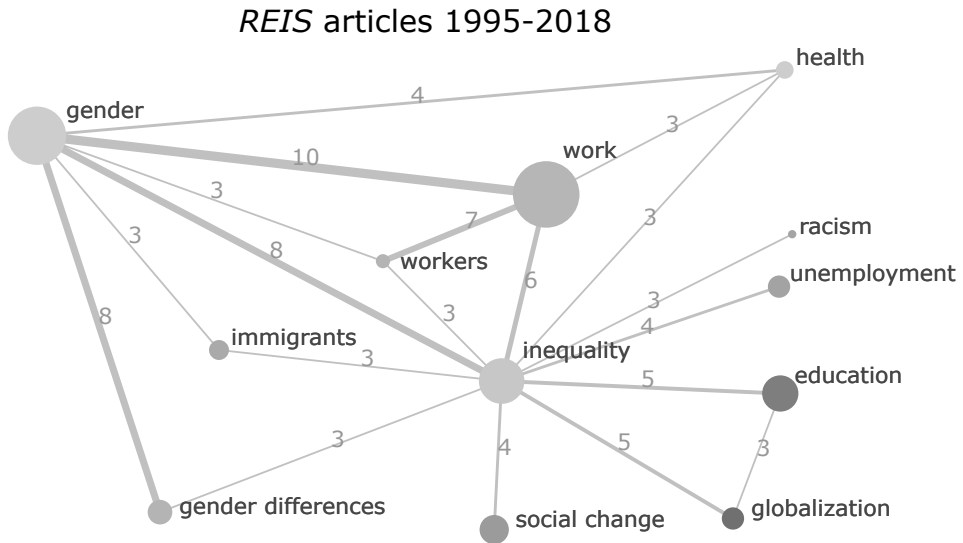 REIS articles 1995-2018
health
4
gender
3
10
work
3
7
3
racism
3
8
workers
unemployment
6
3
8
3
4
immigrants
inequality
3
5
education
3
5
4
3
gender differences
social change
globalization